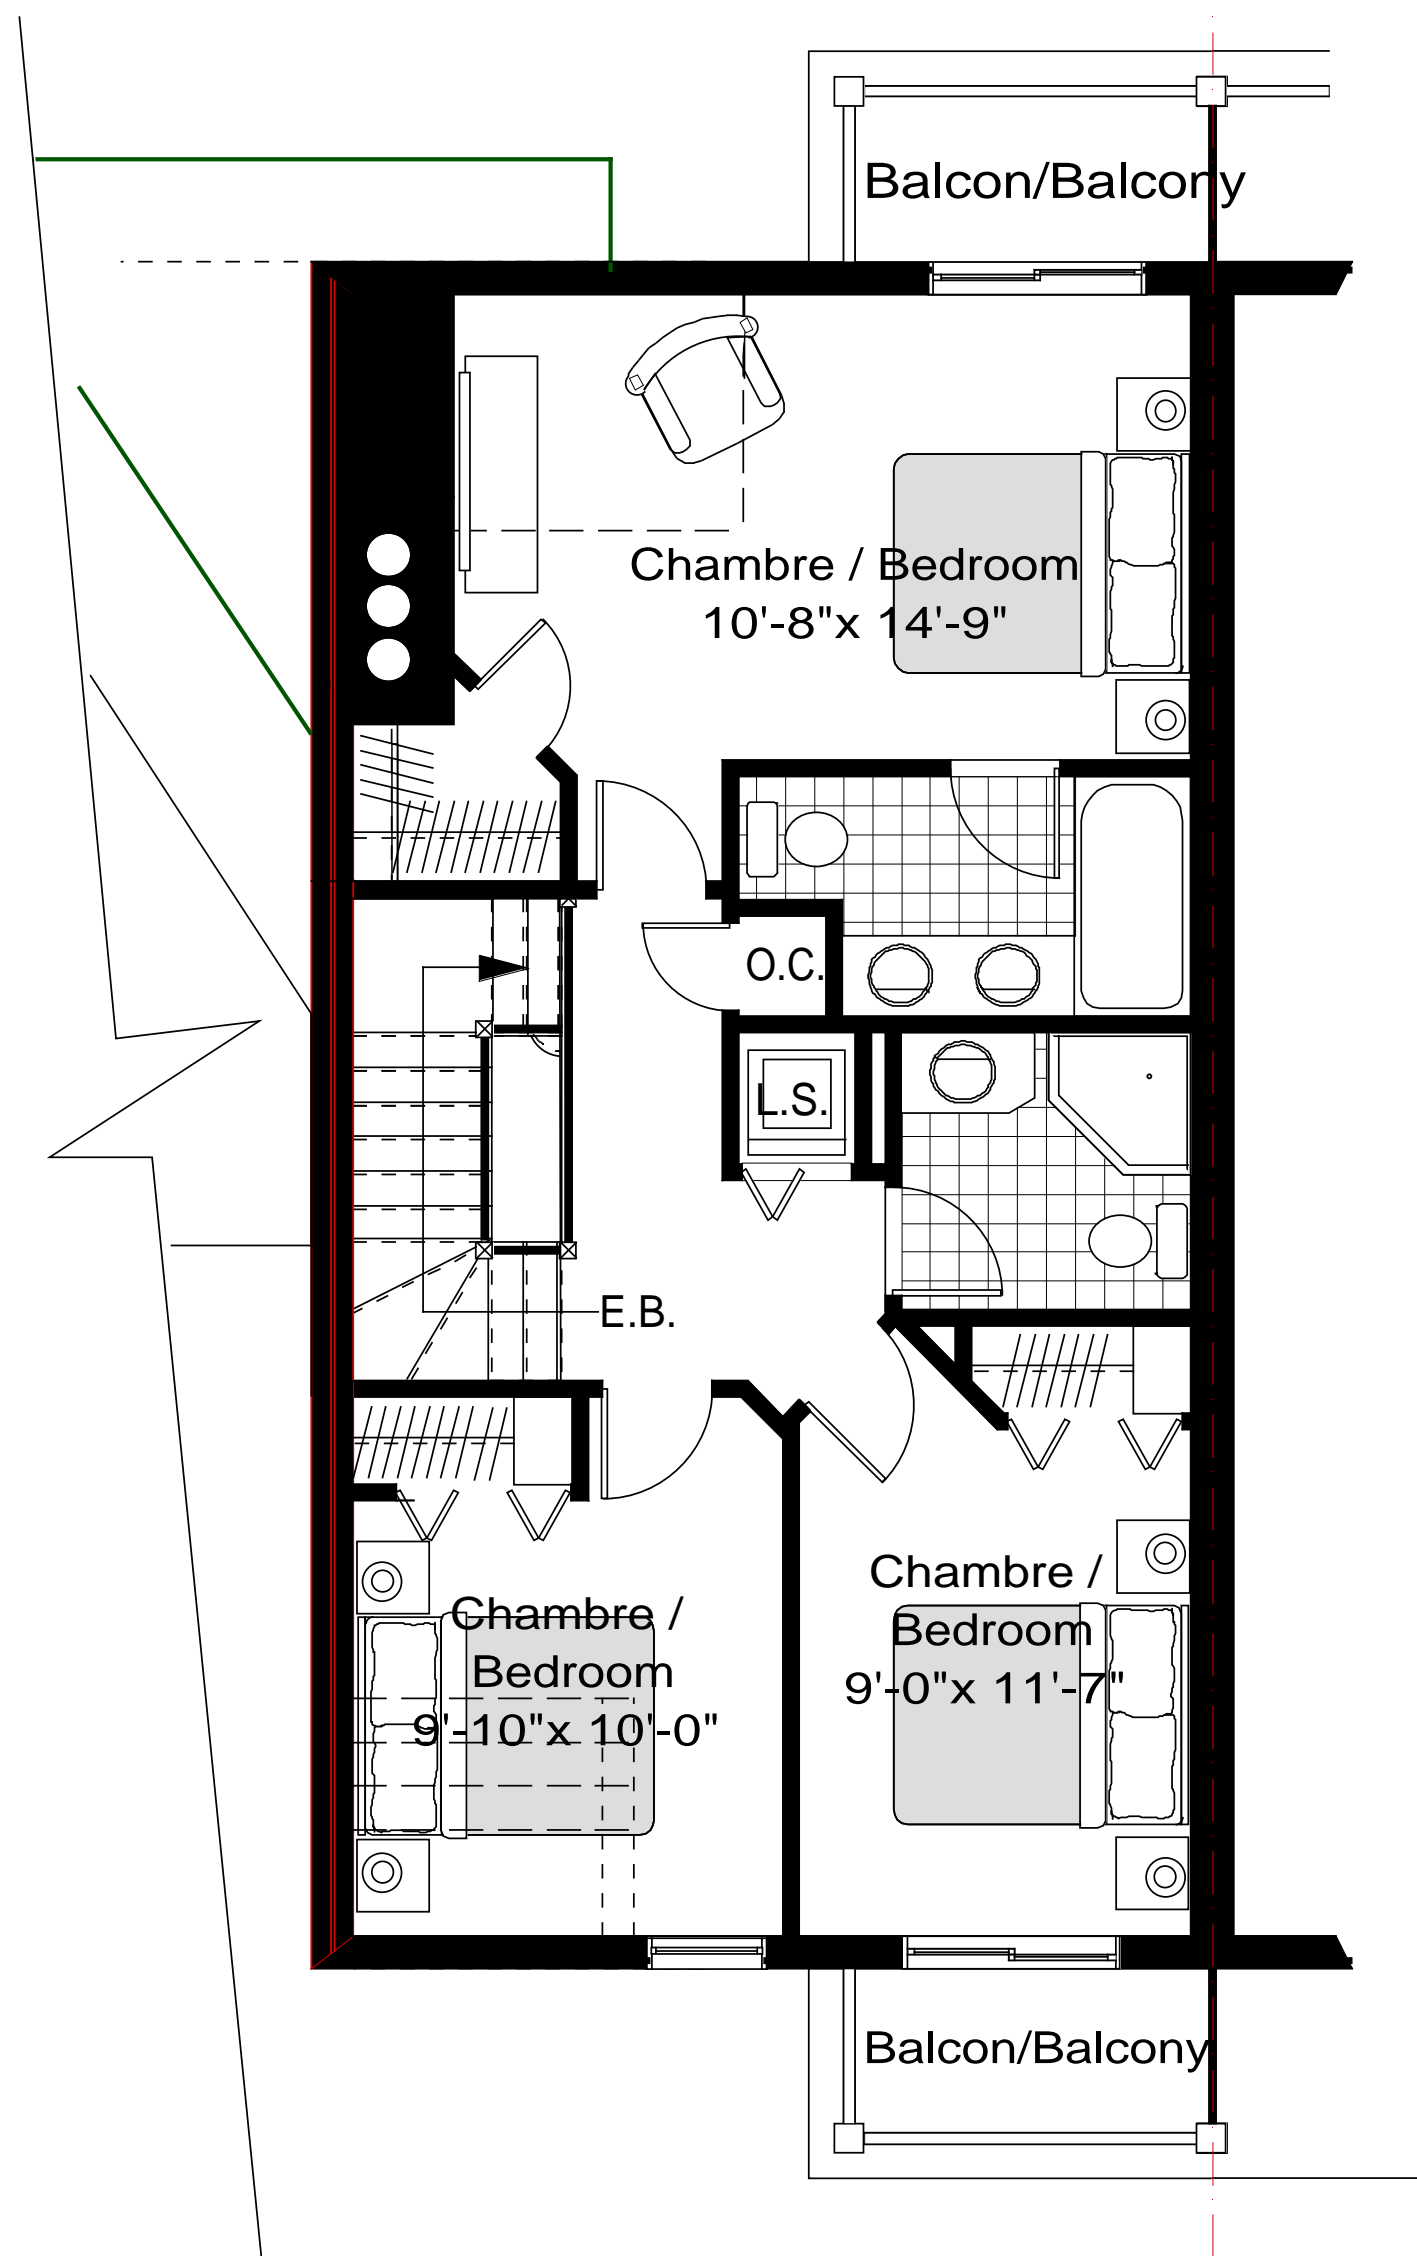 Balcon/Balcony
Chambre / Bedroom
10'-8"x 14'-9"
O.C.
L.S.
E.B.
Chambre /
Bedroom
9'-0"x 11'-7"
Chambre /
Bedroom
9'-10"x 10'-0"
Balcon/Balcony